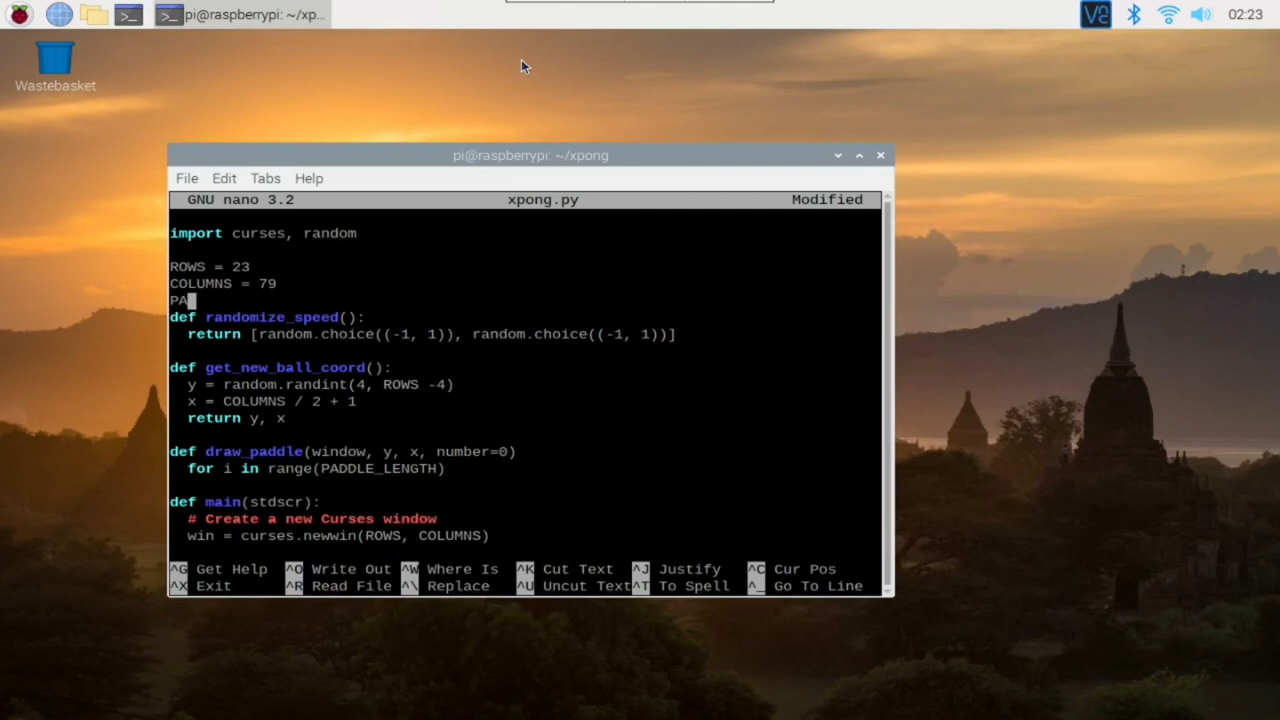 pi@raspberrypi: ~/xp...
02:23
Wastebasket
pi@raspberrypi: ~/xpong
File Edit Tabs Help
GNU nano 3.2 xpong.py Modified
import curses, random
ROWS = 23
COLUMNS = 79
PA
def randomize_speed():
return [random.choice((-1, 1)), random.choice((-1, 1))]
def get_new_ball_coord():
y = random.randint(4, ROWS -4)
x = COLUMNS / 2 + 1
return y, x
def draw_paddle(window, y, x, number=0)
for i in range(PADDLE_LENGTH)
def main(stdscr):
# Create a new Curses window
win = curses.newwin(ROWS, COLUMNS)
^G Get Help ^O Write Out ^W Where Is ^K Cut Text ^J Justify ^C Cur Pos
^X Exit ^R Read File ^\ Replace ^U Uncut Text^T To Spell ^_ Go To Line